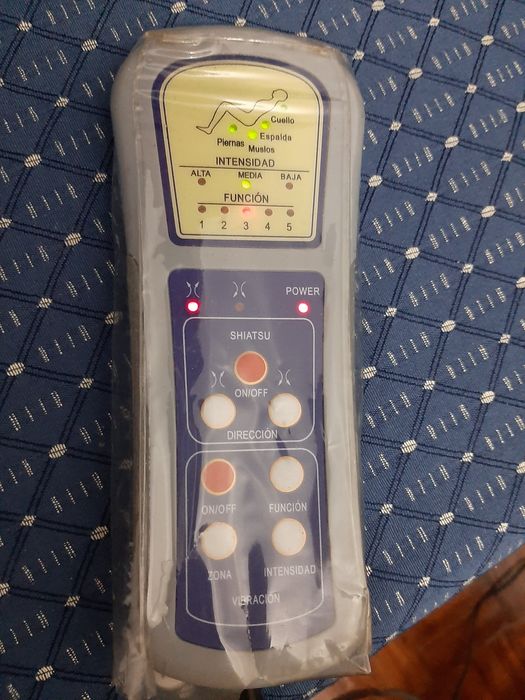 Cuello
Espalda
Piernas
Muslos
INTENSIDAD
ALTA MEDIA BAJA
FUNCIÓN
1 2 3 4 5
POWER
SHIATSU
ON/OFF
DIRECCIÓN
ON/OFF FUNCIÓN
ZONA INTENSIDAD
VIBRACIÓN